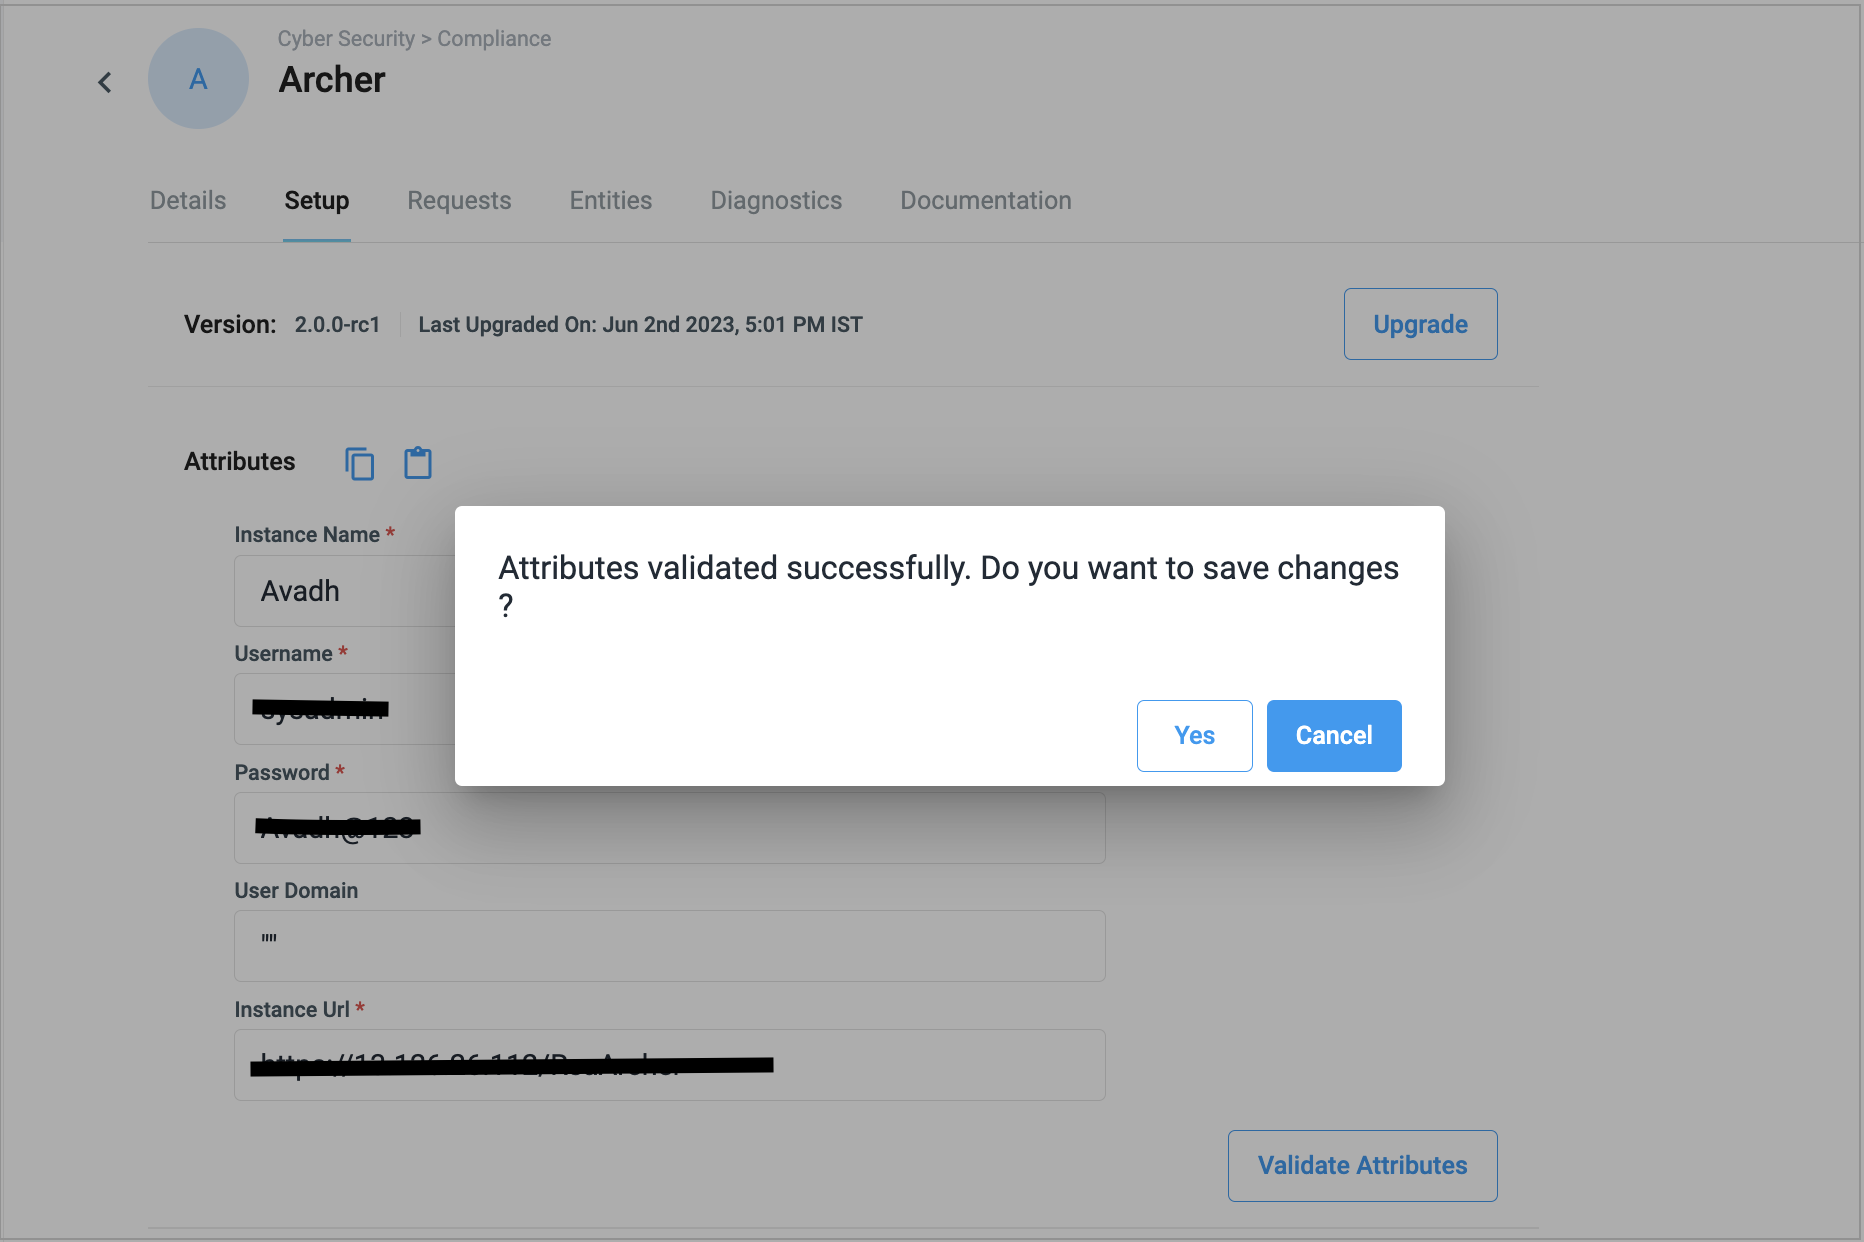 Cyber Security > Compliance
A
Archer
Details Setup Requests Entities Diagnostics Documentation
Version: 2.0.0-rc1 Last Upgraded On: Jun 2nd 2023, 5:01 PM IST
Upgrade
Attributes
Instance Name *
Avadh
Attributes validated successfully. Do you want to save changes
?
Username *
Yes Cancel
Password *
User Domain
""
Instance Url *
Validate Attributes